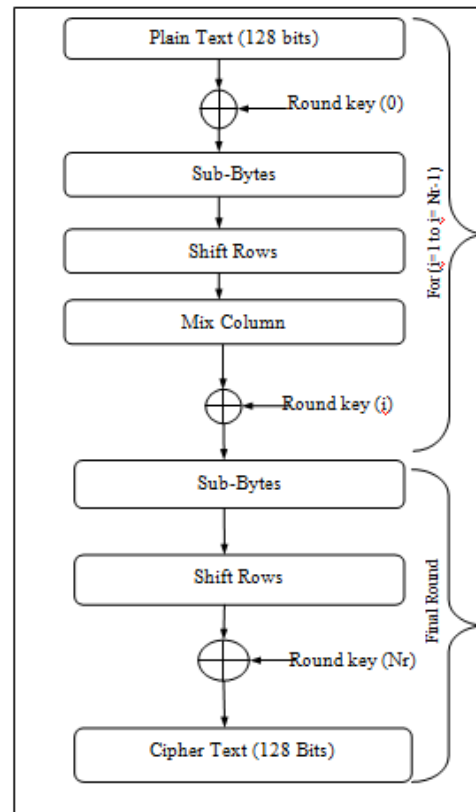 Plain Text (128 bits)
Round key (0)
Sub-Bytes
Shift Rows
Mix Column
Round key (i)
For (i=1 to i= Nr-1)
Sub-Bytes
Shift Rows
Round key (Nr)
Final Round
Cipher Text (128 Bits)